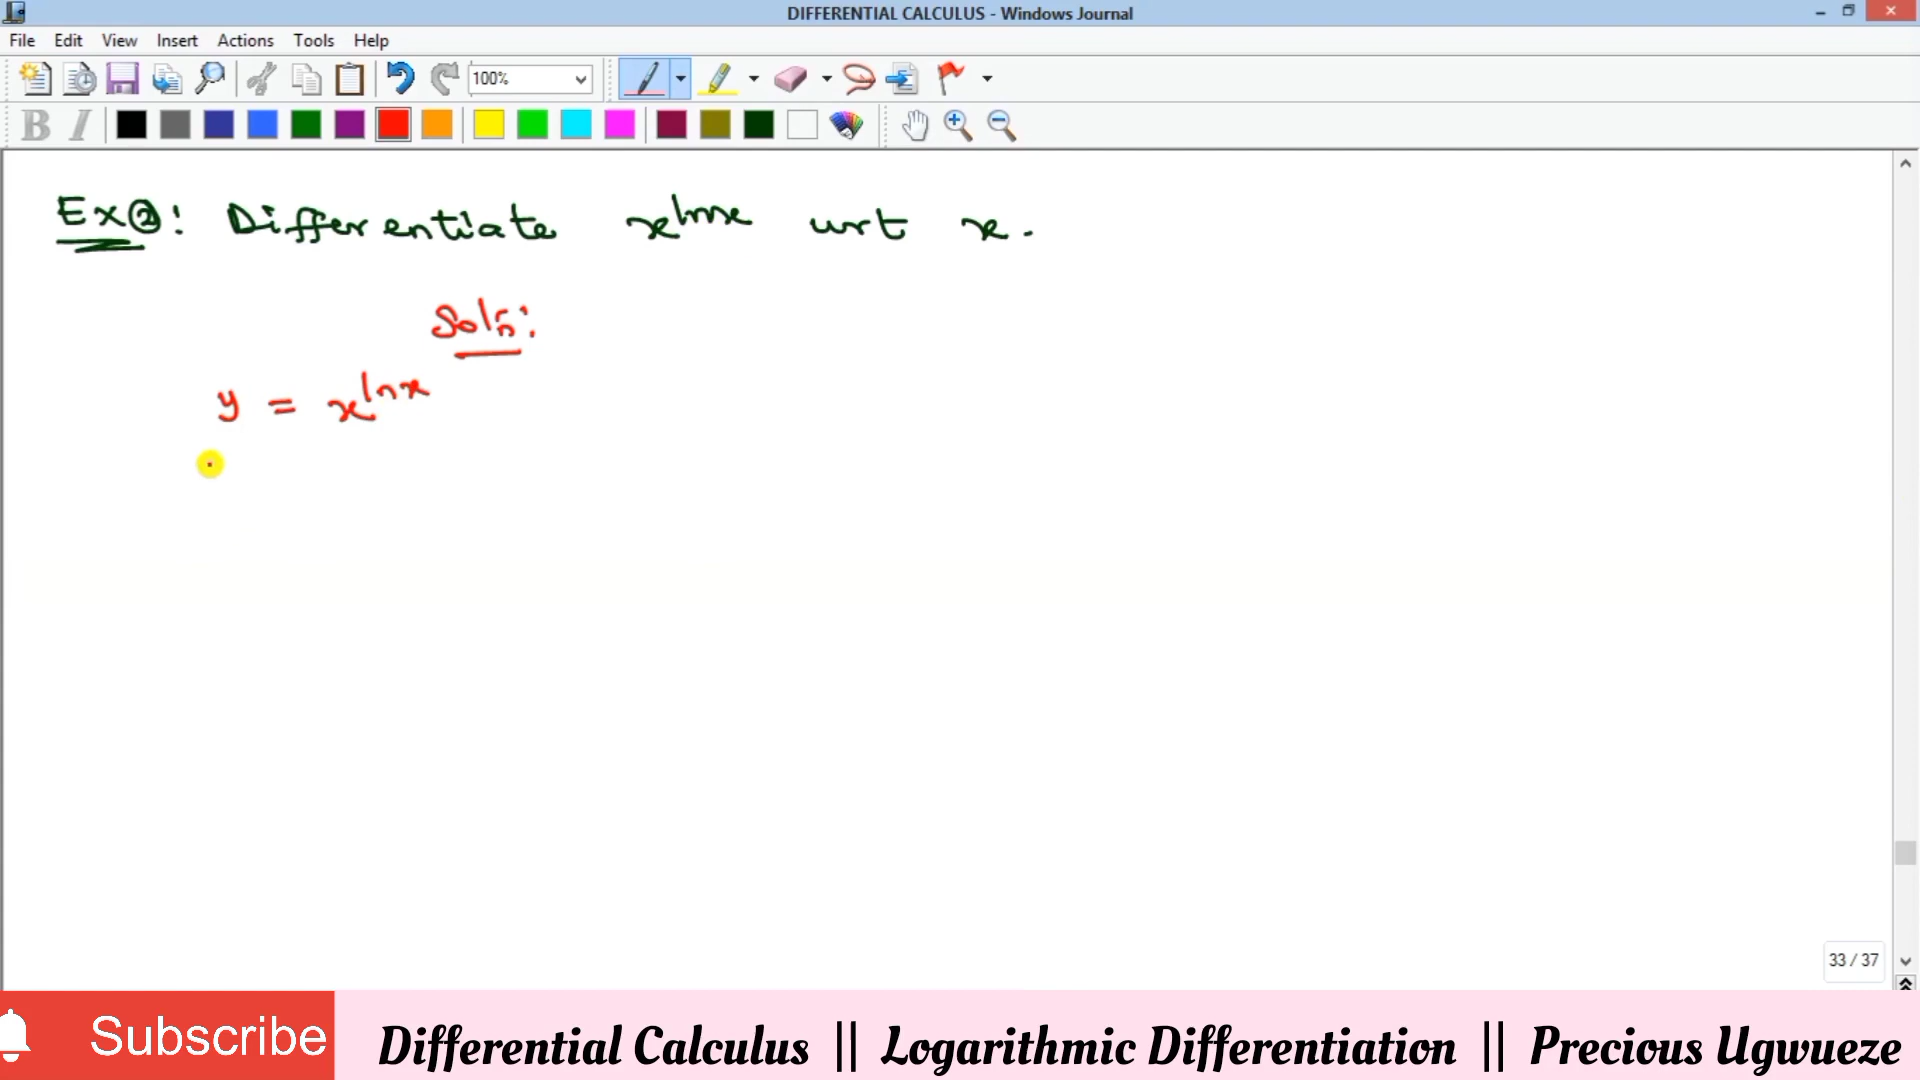 DIFFERENTIAL CALCULUS - Windows Journal
File Edit View Insert Actions Tools Help
100%
B I
Ex②: Differentiate x^lnx wrt x.
Soln:
y = x^lnx
33 / 37
Subscribe
Differential Calculus || Logarithmic Differentiation || Precious Ugwueze